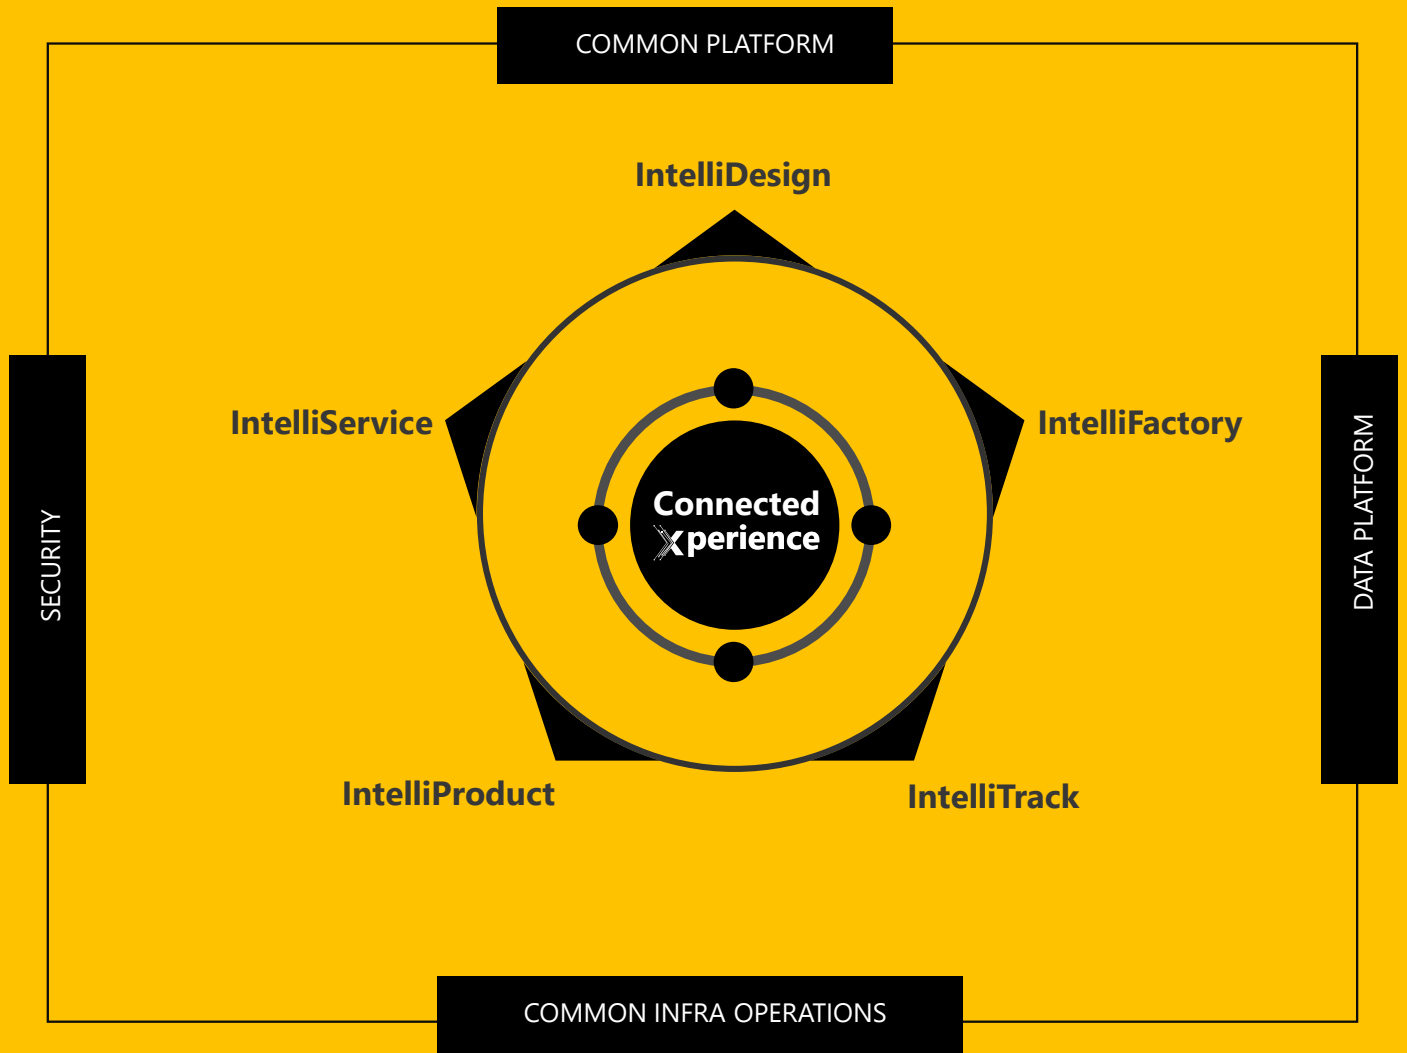 COMMON PLATFORM
IntelliDesign
IntelliService
IntelliFactory
Connected
Xperience
SECURITY
DATA PLATFORM
IntelliProduct
IntelliTrack
COMMON INFRA OPERATIONS